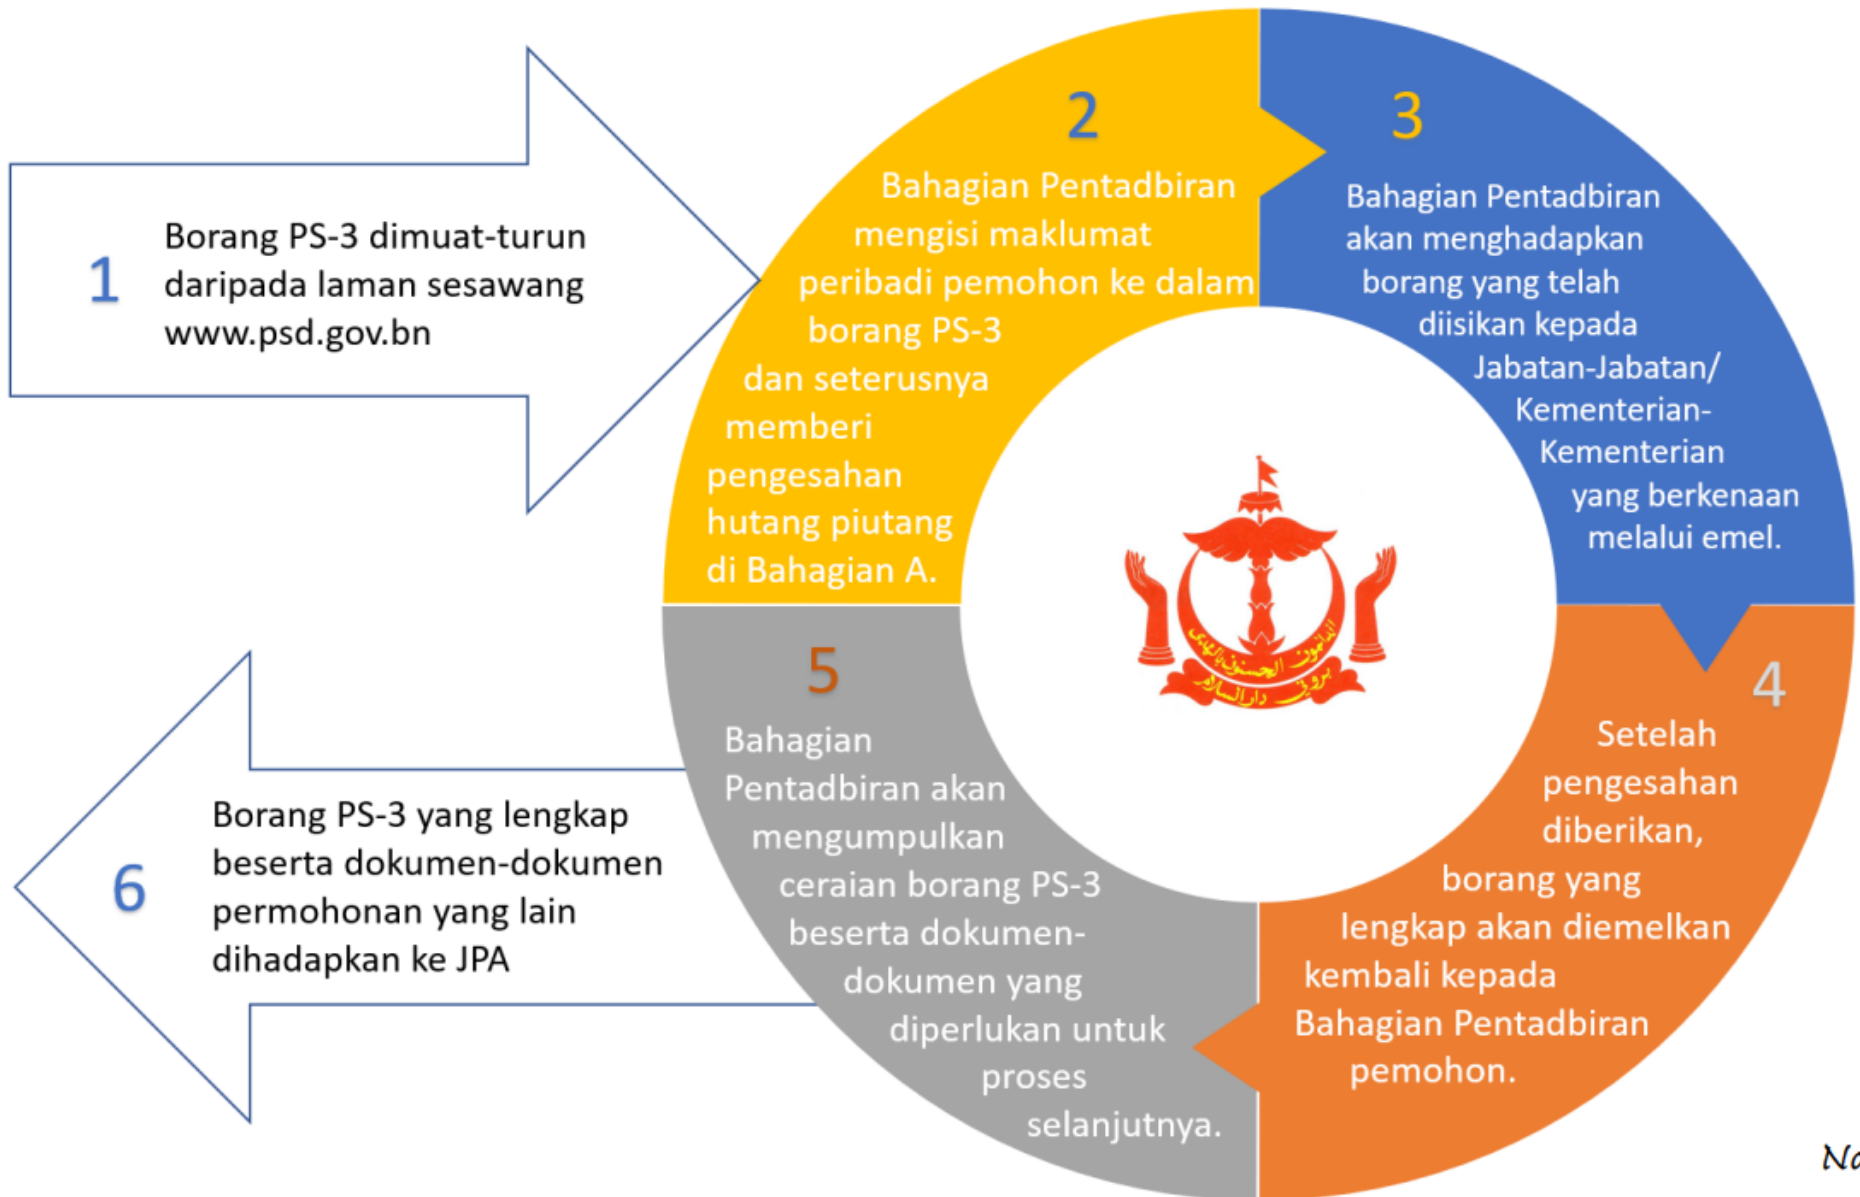 1
Borang PS-3 dimuat-turun
daripada laman sesawang
www.psd.gov.bn
2
Bahagian Pentadbiran
mengisi maklumat
peribadi pemohon ke dalam
borang PS-3
dan seterusnya
memberi
pengesahan
hutang piutang
di Bahagian A.
3
Bahagian Pentadbiran
akan menghadapkan
borang yang telah
diisikan kepada
Jabatan-Jabatan/
Kementerian-
Kementerian
yang berkenaan
melalui emel.
4
Setelah
pengesahan
diberikan,
borang yang
lengkap akan diemelkan
kembali kepada
Bahagian Pentadbiran
pemohon.
5
Bahagian
Pentadbiran akan
mengumpulkan
ceraian borang PS-3
beserta dokumen-
dokumen yang
diperlukan untuk
proses
selanjutnya.
6
Borang PS-3 yang lengkap
beserta dokumen-dokumen
permohonan yang lain
dihadapkan ke JPA
بروني دارالسلام